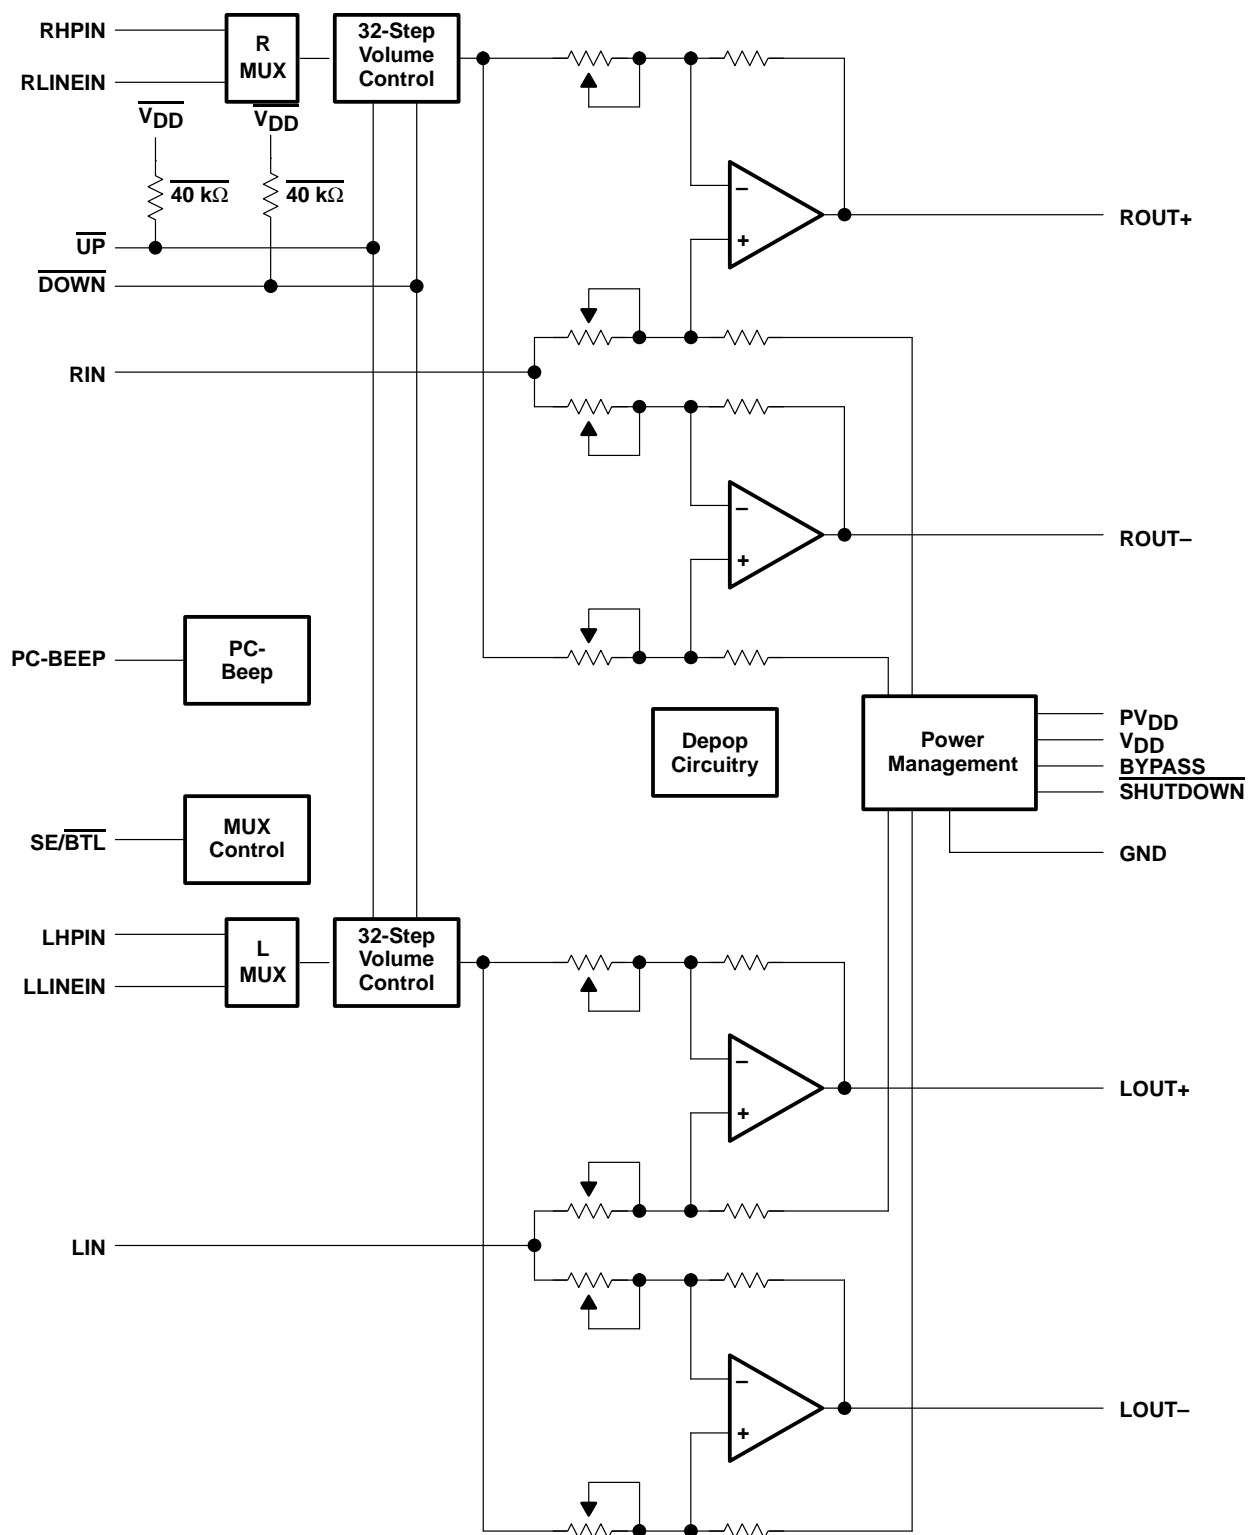 RHPIN
RLINEIN
R
MUX
32-Step
Volume
Control
VDD
VDD
40 kΩ
40 kΩ
UP
DOWN
–
+
ROUT+
RIN
–
+
ROUT–
PC-BEEP
PC-
Beep
Depop
Circuitry
Power
Management
PVDD
VDD
BYPASS
SHUTDOWN
GND
SE/BTL
MUX
Control
LHPIN
LLINEIN
L
MUX
32-Step
Volume
Control
–
+
LOUT+
LIN
–
+
LOUT–